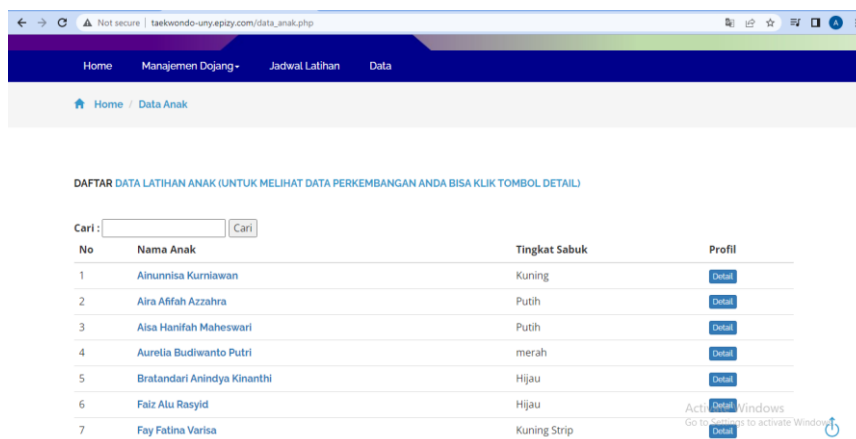 Not secure | taekwondo-uny.epizy.com/data_anak.php A
Home Manajemen Dojang Jadwal Latihan Data
Home / Data Anak
DAFTAR DATA LATIHAN ANAK (UNTUK MELIHAT DATA PERKEMBANGAN ANDA BISA KLIK TOMBOL DETAIL)
Cari : Cari
No Nama Anak Tingkat Sabuk Profil
1 Ainunnisa Kurniawan Kuning Detail
2 Aira Afifah Azzahra Putih Detail
3 Aisa Hanifah Maheswari Putih Detail
4 Aurelia Budiwanto Putri merah Detail
5 Bratandari Anindya Kinanthi Hijau Detail
6 Faiz Alu Rasyid Hijau Detail
Activate Windows
Go to Settings to activate Windows
7 Fay Fatina Varisa Kuning Strip Detail